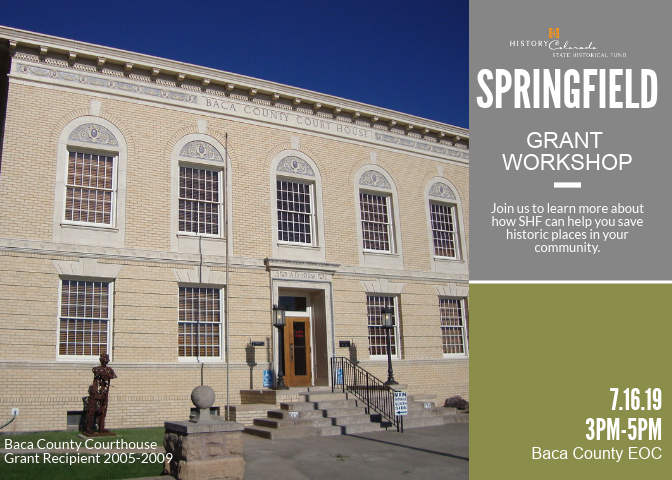 BACA COUNTY COURT HOUSE
Baca County Courthouse
Grant Recipient 2005-2009
HISTORY Colorado
STATE HISTORICAL FUND
SPRINGFIELD
GRANT
WORKSHOP
Join us to learn more about
how SHF can help you save
historic places in your
community.
7.16.19
3PM-5PM
Baca County EOC